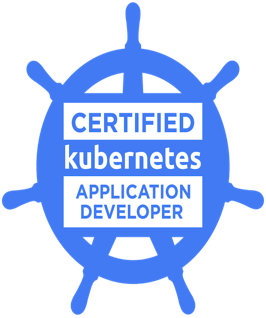 CERTIFIED
kubernetes
APPLICATION
DEVELOPER